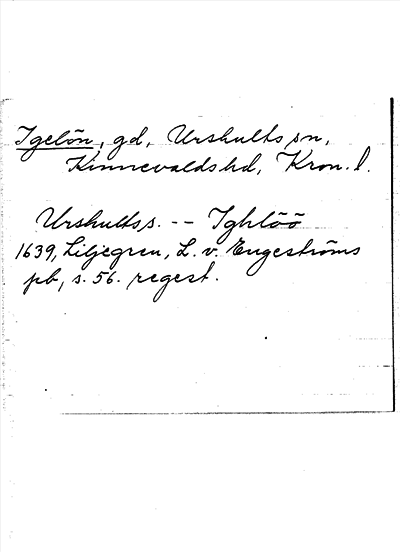 Igelön, gd, Urshults sn,
Kinnevalds hd, Kron. l.
Urshults s. -- Ighlöö
1639, Liljegren, L. v. Engeströms
pb, s. 56. regest.